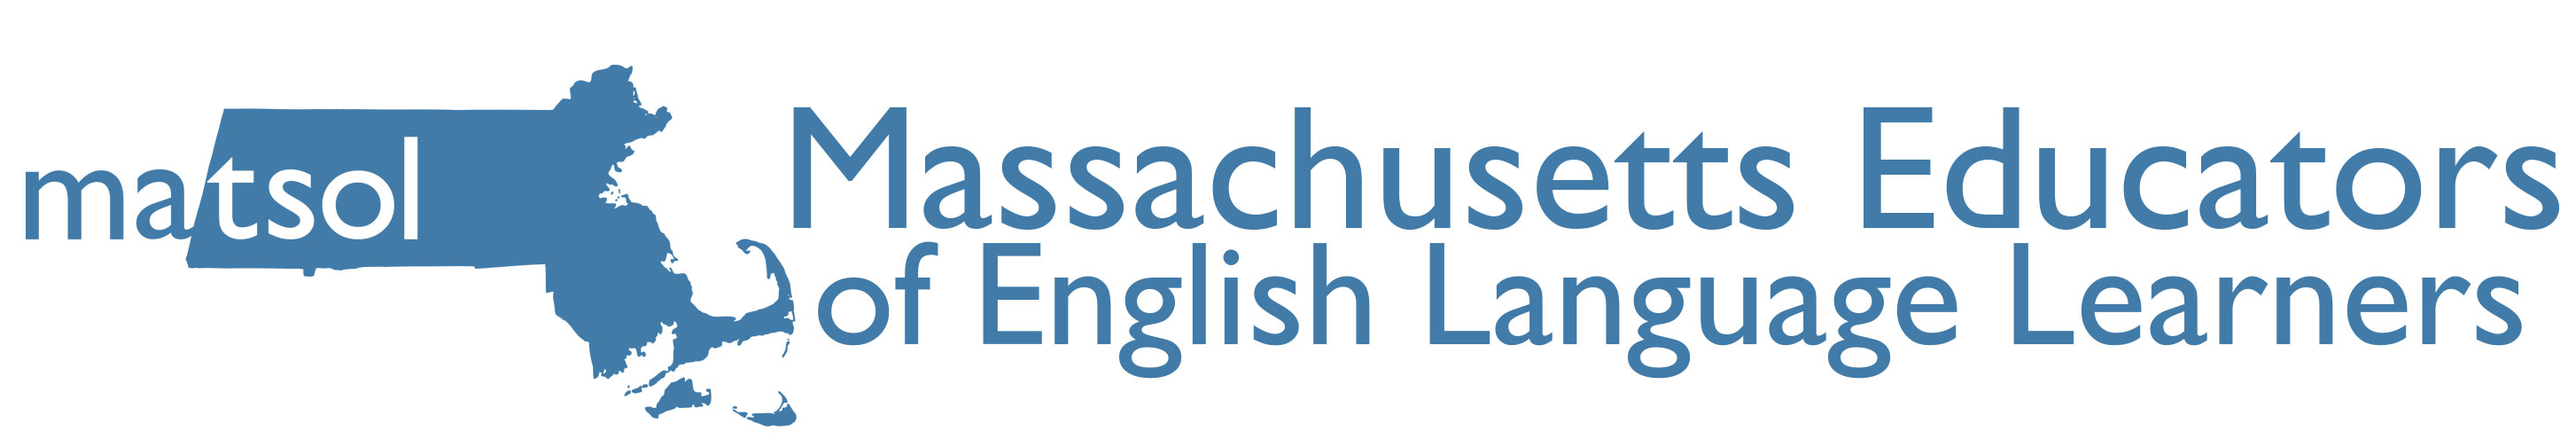 matsol
Massachusetts Educators
of English Language Learners